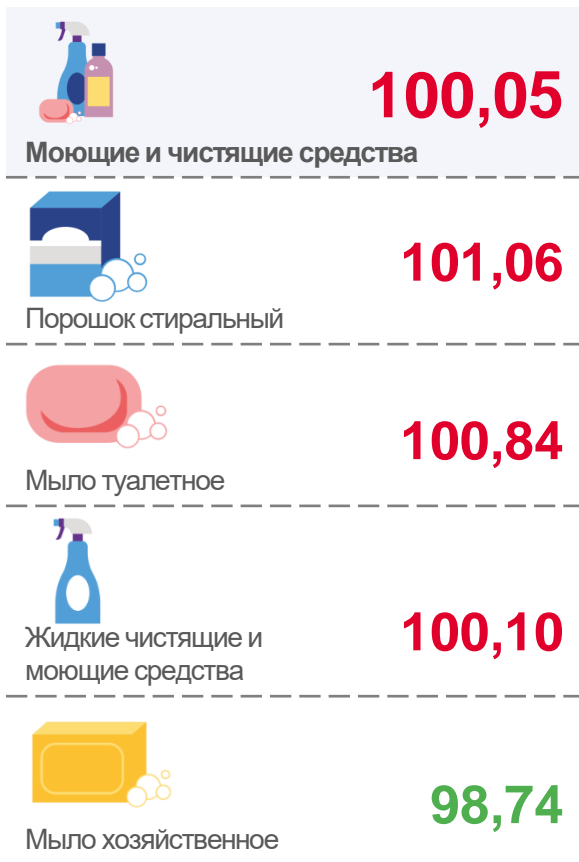 100,05
Моющие и чистящие средства
101,06
Порошок стиральный
100,84
Мыло туалетное
100,10
Жидкие чистящие и
моющие средства
98,74
Мыло хозяйственное